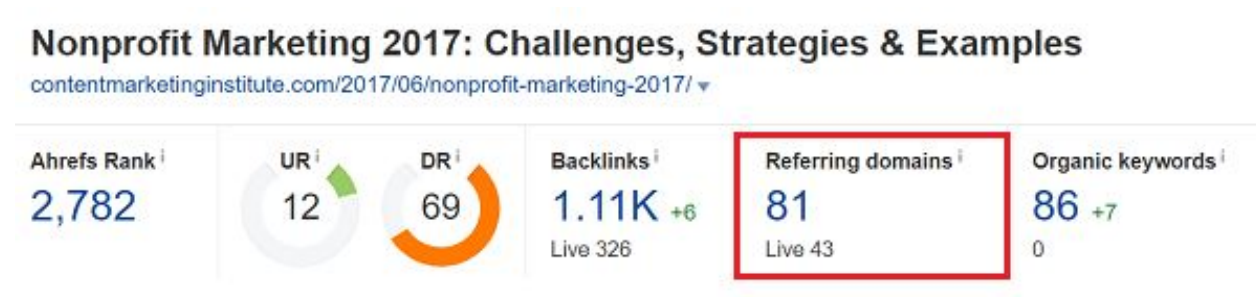 Nonprofit Marketing 2017: Challenges, Strategies & Examples
contentmarketinginstitute.com/2017/06/nonprofit-marketing-2017/
Ahrefs Rank i UR i DR i Backlinks i Referring domains i Organic keywords i
2,782 12 69 1.11K +6 81 86 +7
Live 326 Live 43 0